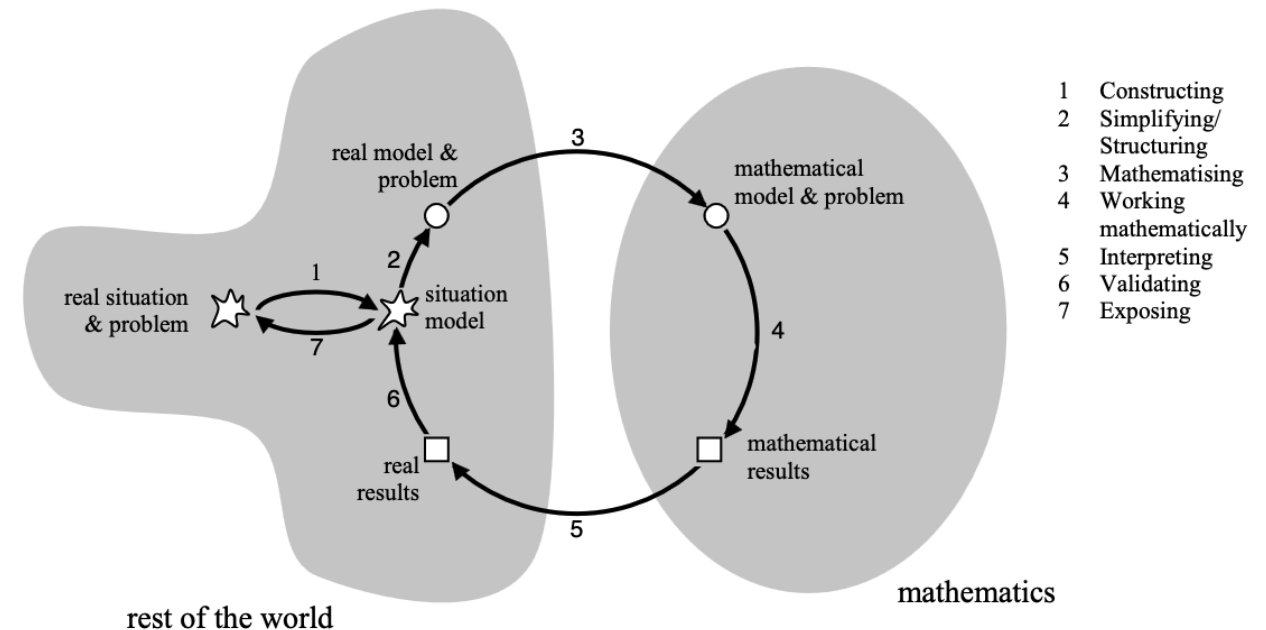 real situation
& problem
1
7
situation
model
2
real model &
problem
3
mathematical
model & problem
4
mathematical
results
5
real
results
6
rest of the world
mathematics
1 Constructing
2 Simplifying/
Structuring
3 Mathematising
4 Working
mathematically
5 Interpreting
6 Validating
7 Exposing